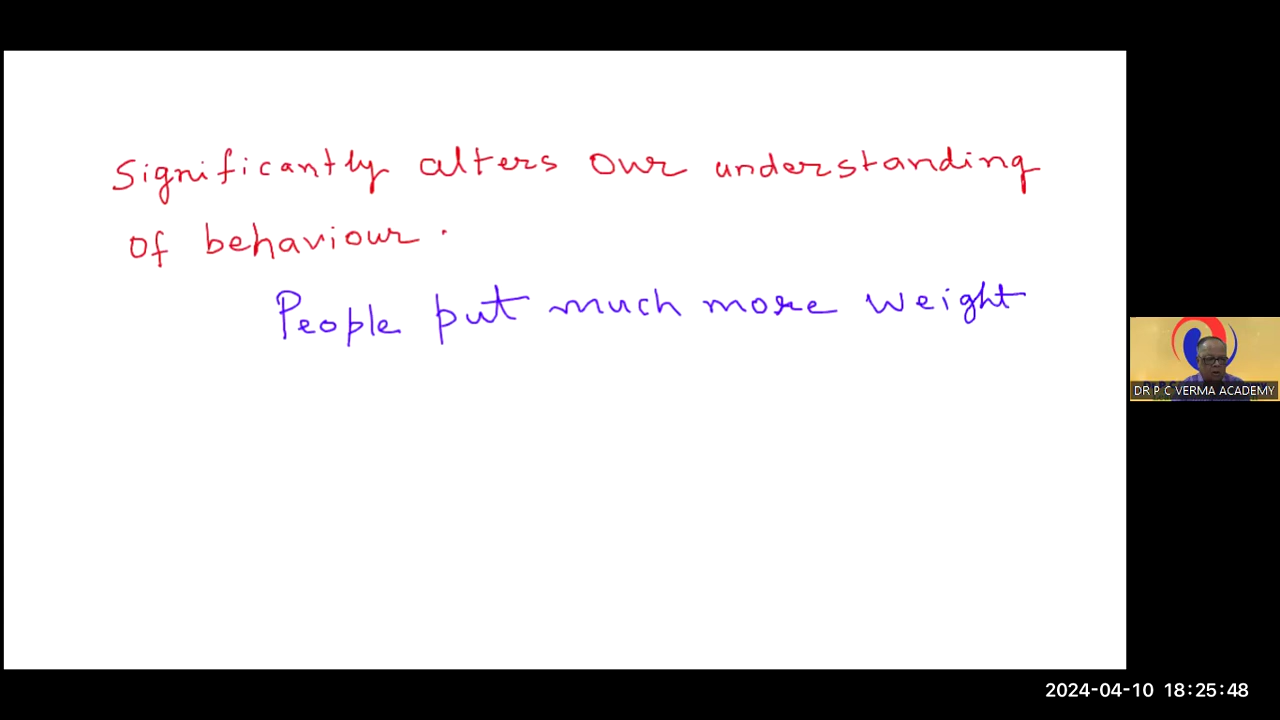 Significantly alters our understanding
of behaviour.
People put much more weight
DR P C VERMA ACADEMY
2024-04-10 18:25:48